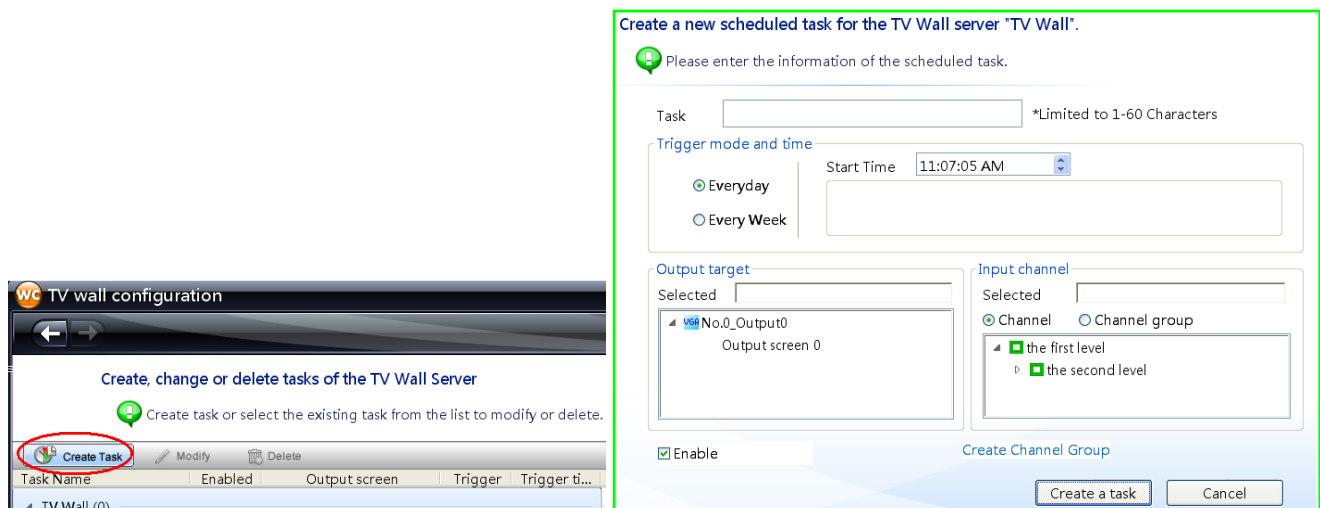 WC TV wall configuration
Create, change or delete tasks of the TV Wall Server
Create task or select the existing task from the list to modify or delete.
Create Task Modify Delete
Task Name Enabled Output screen Trigger Trigger ti...
TV Wall (0)
Create a new scheduled task for the TV Wall server "TV Wall".
Please enter the information of the scheduled task.
Task *Limited to 1-60 Characters
Trigger mode and time
Start Time 11:07:05 AM
Everyday
Every Week
Output target
Selected
VGA No.0_Output0
Output screen 0
Input channel
Selected
Channel Channel group
the first level
the second level
Enable
Create Channel Group
Create a task Cancel